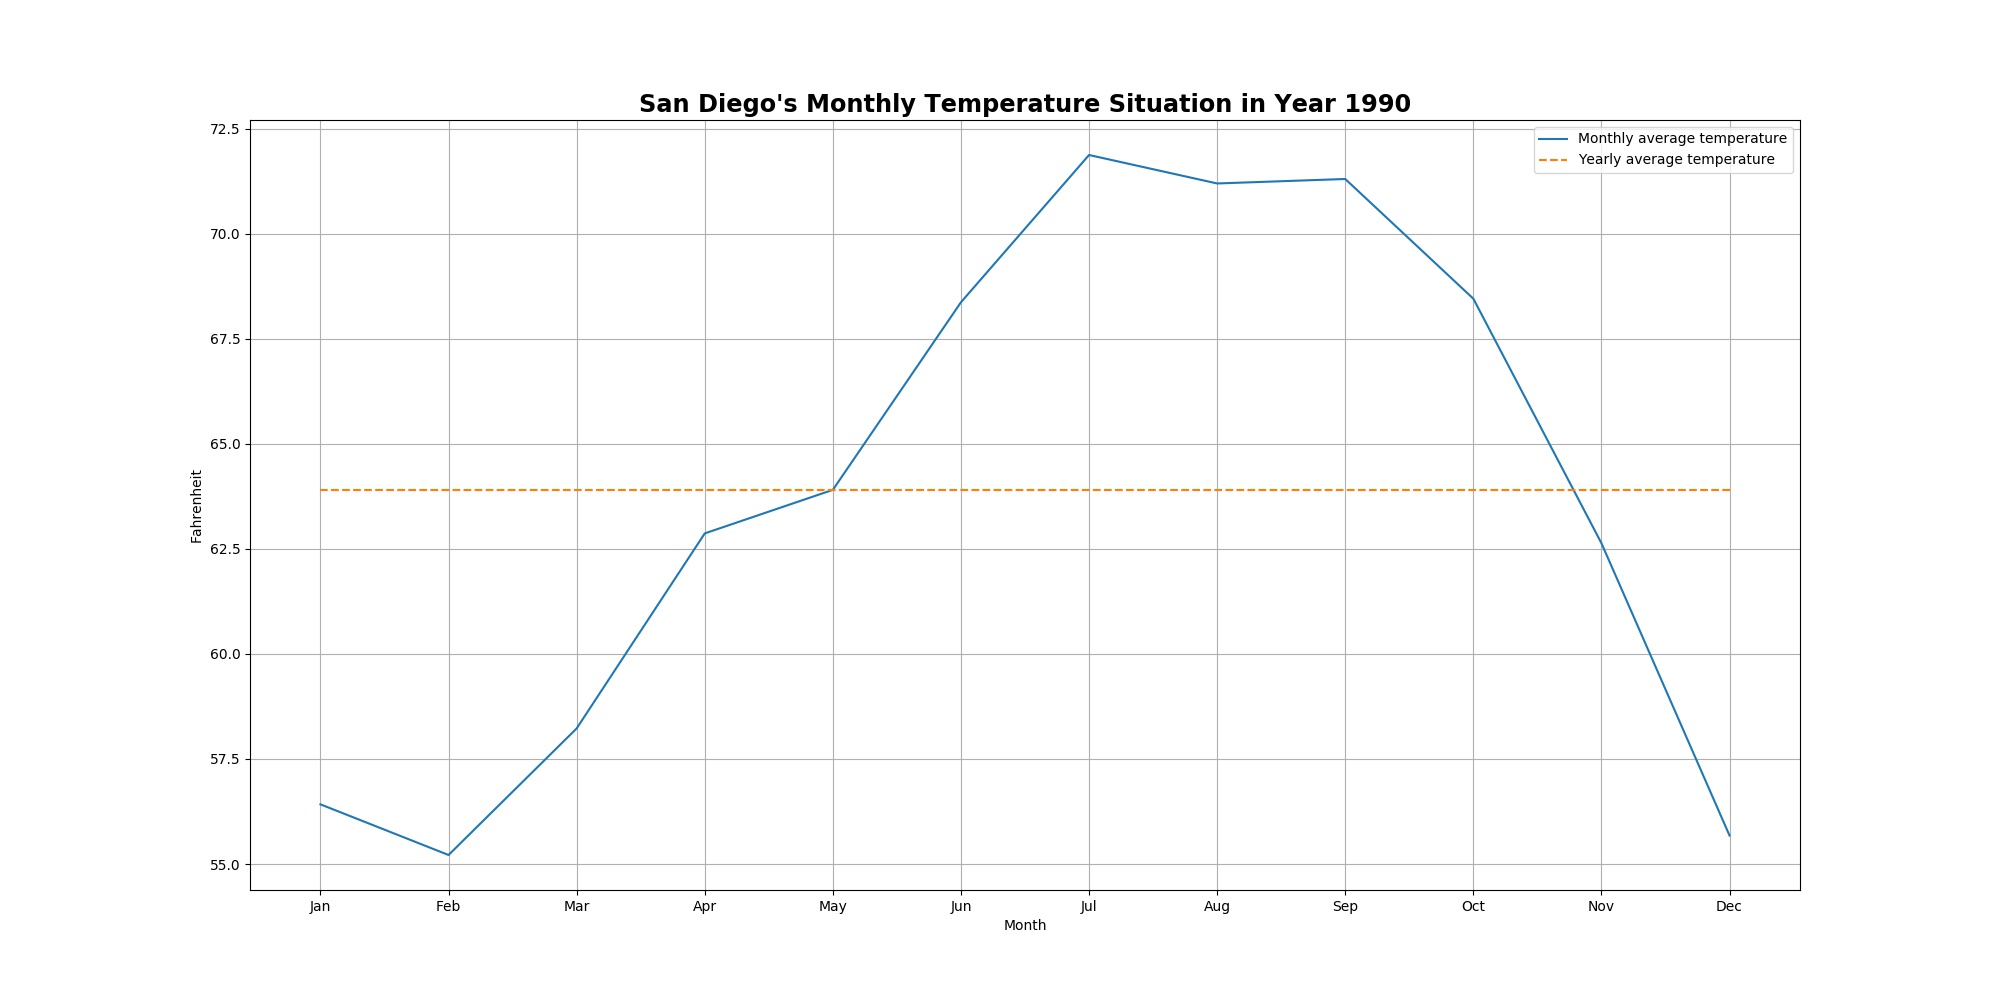 San Diego's Monthly Temperature Situation in Year 1990
Monthly average temperature
Yearly average temperature
72.5
70.0
67.5
65.0
62.5
60.0
57.5
55.0
Fahrenheit
Jan Feb Mar Apr May Jun Jul Aug Sep Oct Nov Dec
Month